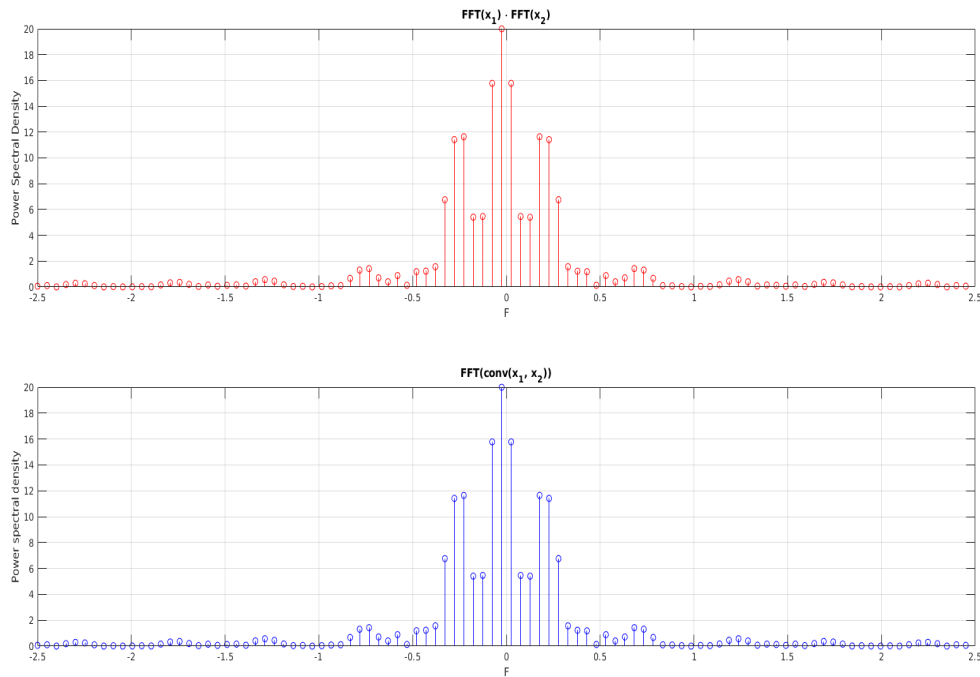 FFT(x₁) · FFT(x₂)
20
18
16
14
12
10
8
6
4
2
0
Power Spectral Density
-2.5 -2 -1.5 -1 -0.5 0 0.5 1 1.5 2 2.5
F
FFT(conv(x₁, x₂))
20
18
16
14
12
10
8
6
4
2
0
Power spectral density
-2.5 -2 -1.5 -1 -0.5 0 0.5 1 1.5 2 2.5
F